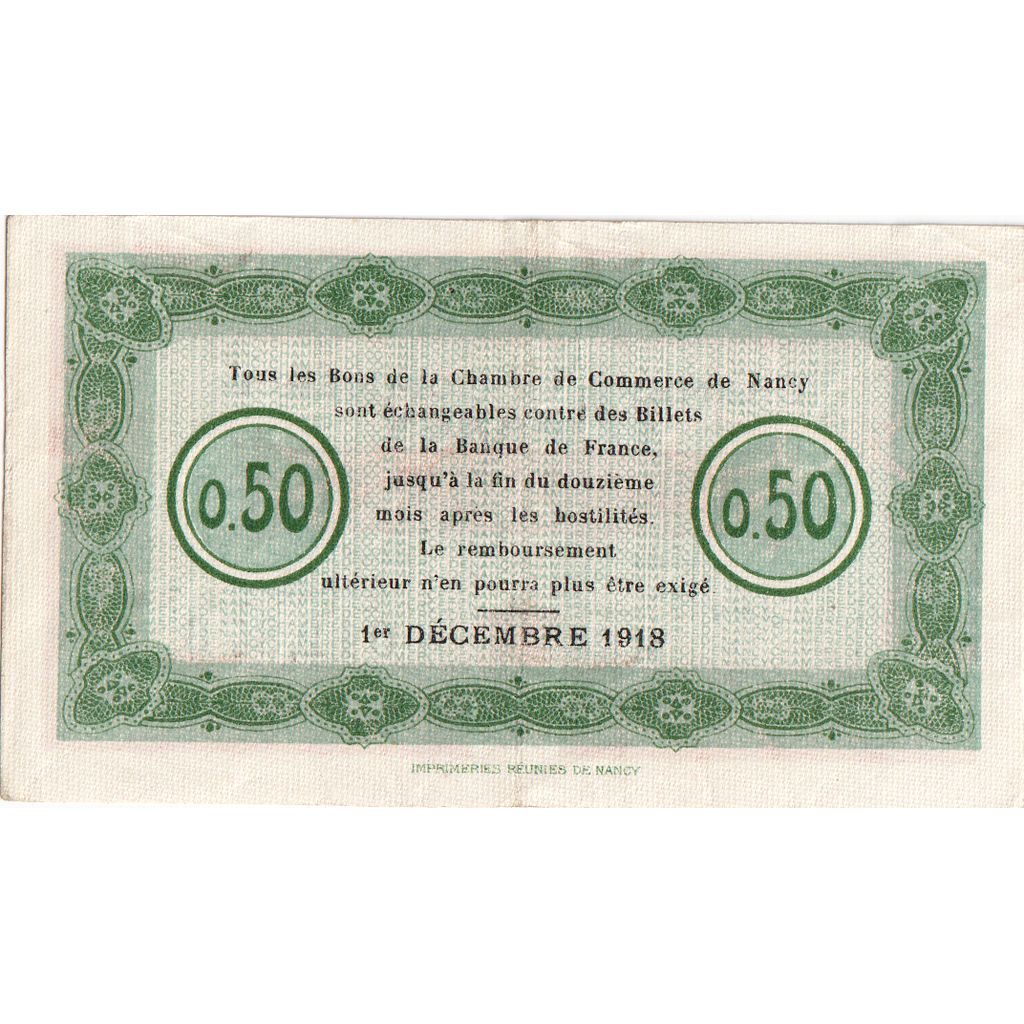 Tous les Bons de la Chambre de Commerce de Nancy
sont échangeables contre des Billets
de la Banque de France,
jusqu'à la fin du douzième
mois après les hostilités.
Le remboursement
ultérieur n'en pourra plus être exigé.
0.50
0.50
1er DÉCEMBRE 1918
IMPRIMERIES RÉUNIES DE NANCY